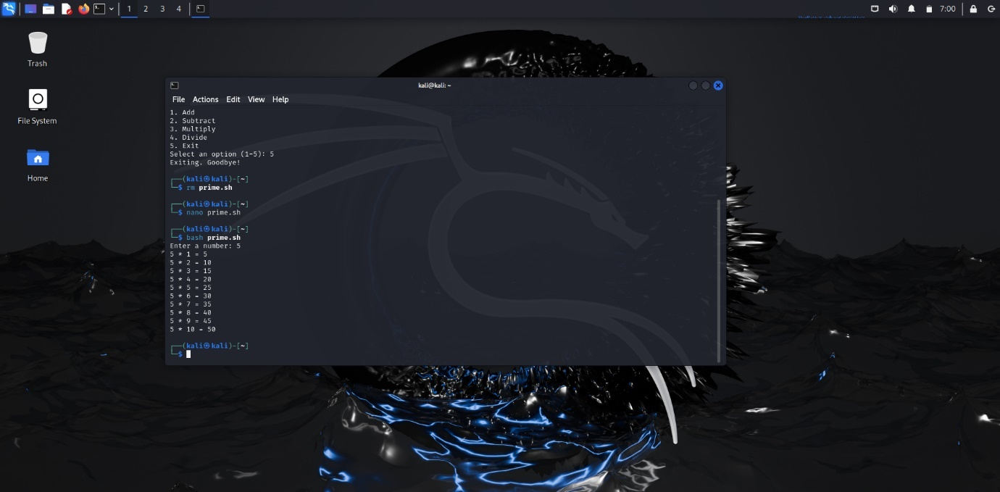 1 2 3 4
7:00
Trash
File System
Home
kali@kali: ~
File Actions Edit View Help
1. Add
2. Subtract
3. Multiply
4. Divide
5. Exit
Select an option (1-5): 5
Exiting. Goodbye!
┌──(kali㉿kali)-[~]
└─$ rm prime.sh
┌──(kali㉿kali)-[~]
└─$ nano prime.sh
┌──(kali㉿kali)-[~]
└─$ bash prime.sh
Enter a number: 5
5 * 1 = 5
5 * 2 = 10
5 * 3 = 15
5 * 4 = 20
5 * 5 = 25
5 * 6 = 30
5 * 7 = 35
5 * 8 = 40
5 * 9 = 45
5 * 10 = 50
┌──(kali㉿kali)-[~]
└─$